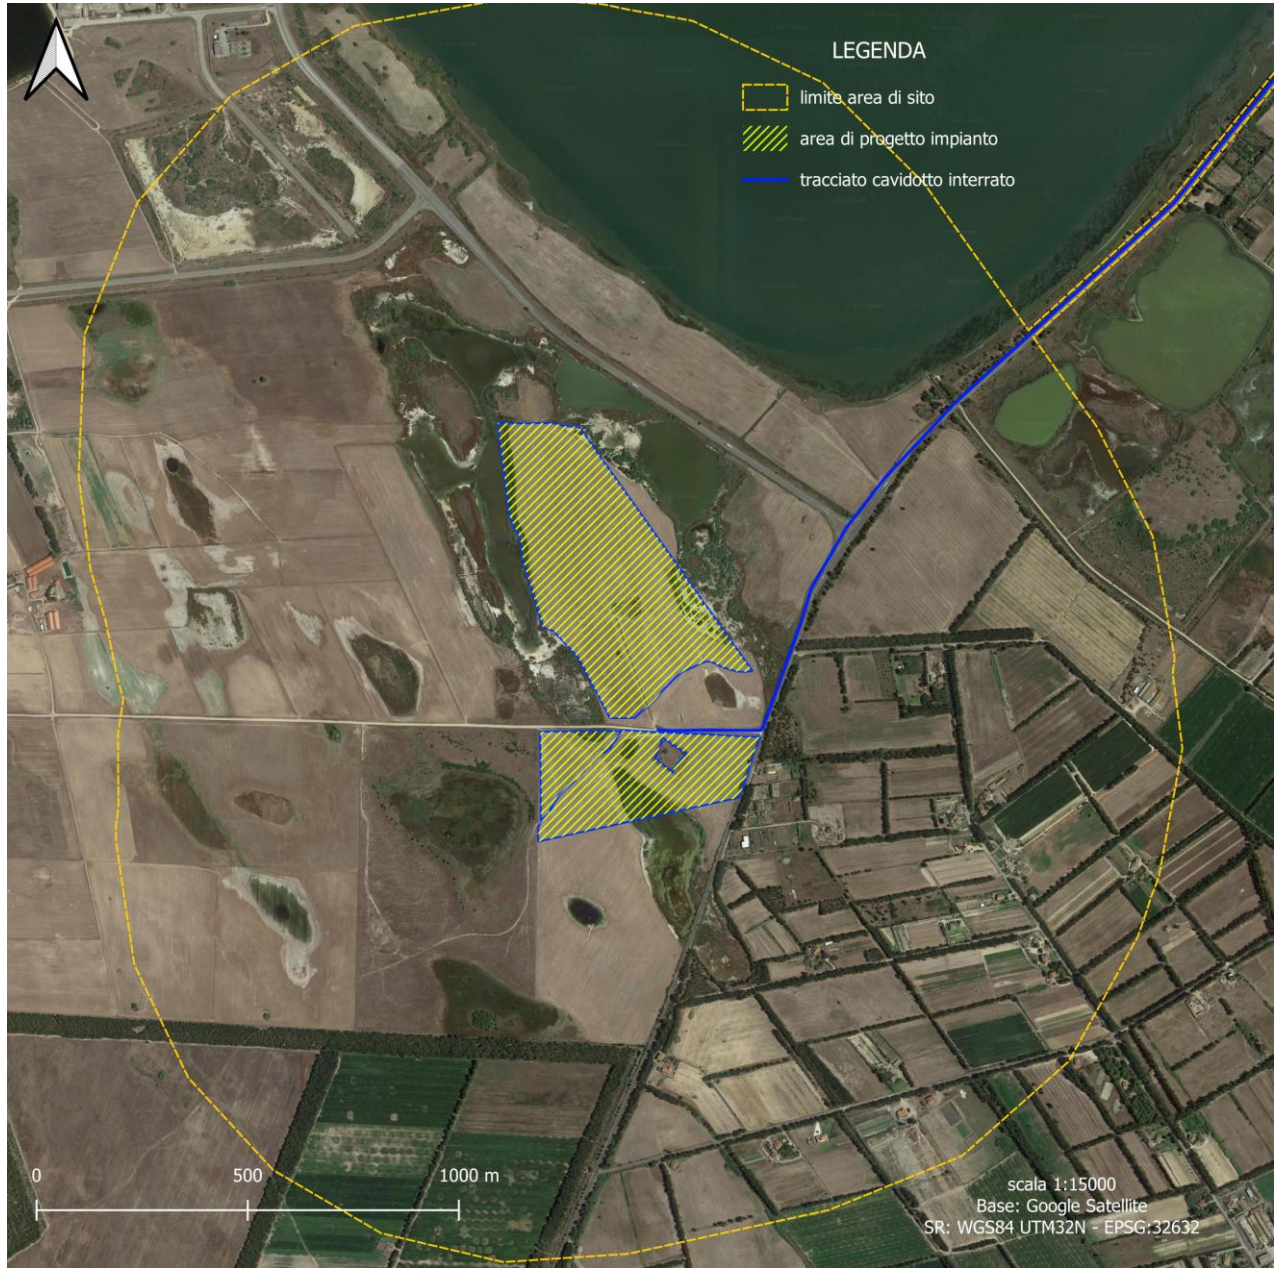 LEGENDA
limite area di sito
area di progetto impianto
tracciato cavidotto interrato
0 500 1000 m
scala 1:15000
Base: Google Satellite
SR: WGS84 UTM32N - EPSG:32632